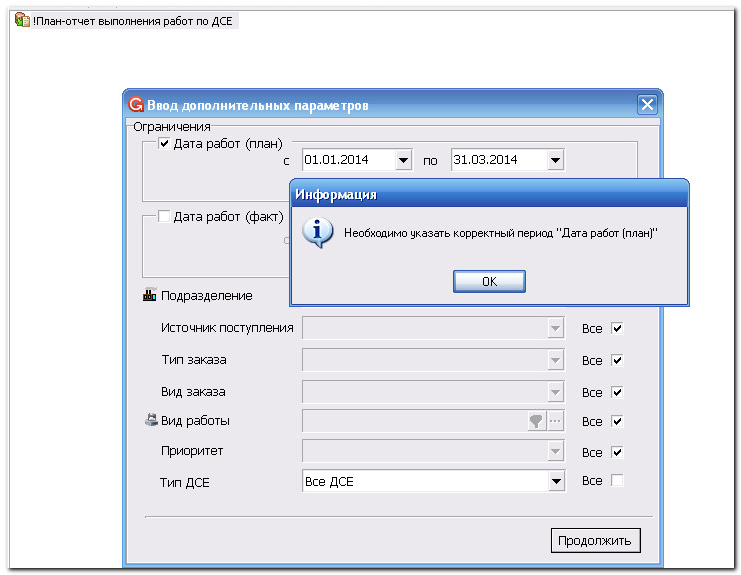 !План-отчет выполнения работ по ДСЕ
Ввод дополнительных параметров
Ограничения
Дата работ (план)
с 01.01.2014 по 31.03.2014
Информация
Дата работ (факт)
Необходимо указать корректный период "Дата работ (план)"
OK
Подразделение
Источник поступления Все
Тип заказа Все
Вид заказа Все
Вид работы ... Все
Приоритет Все
Тип ДСЕ Все ДСЕ Все
Продолжить